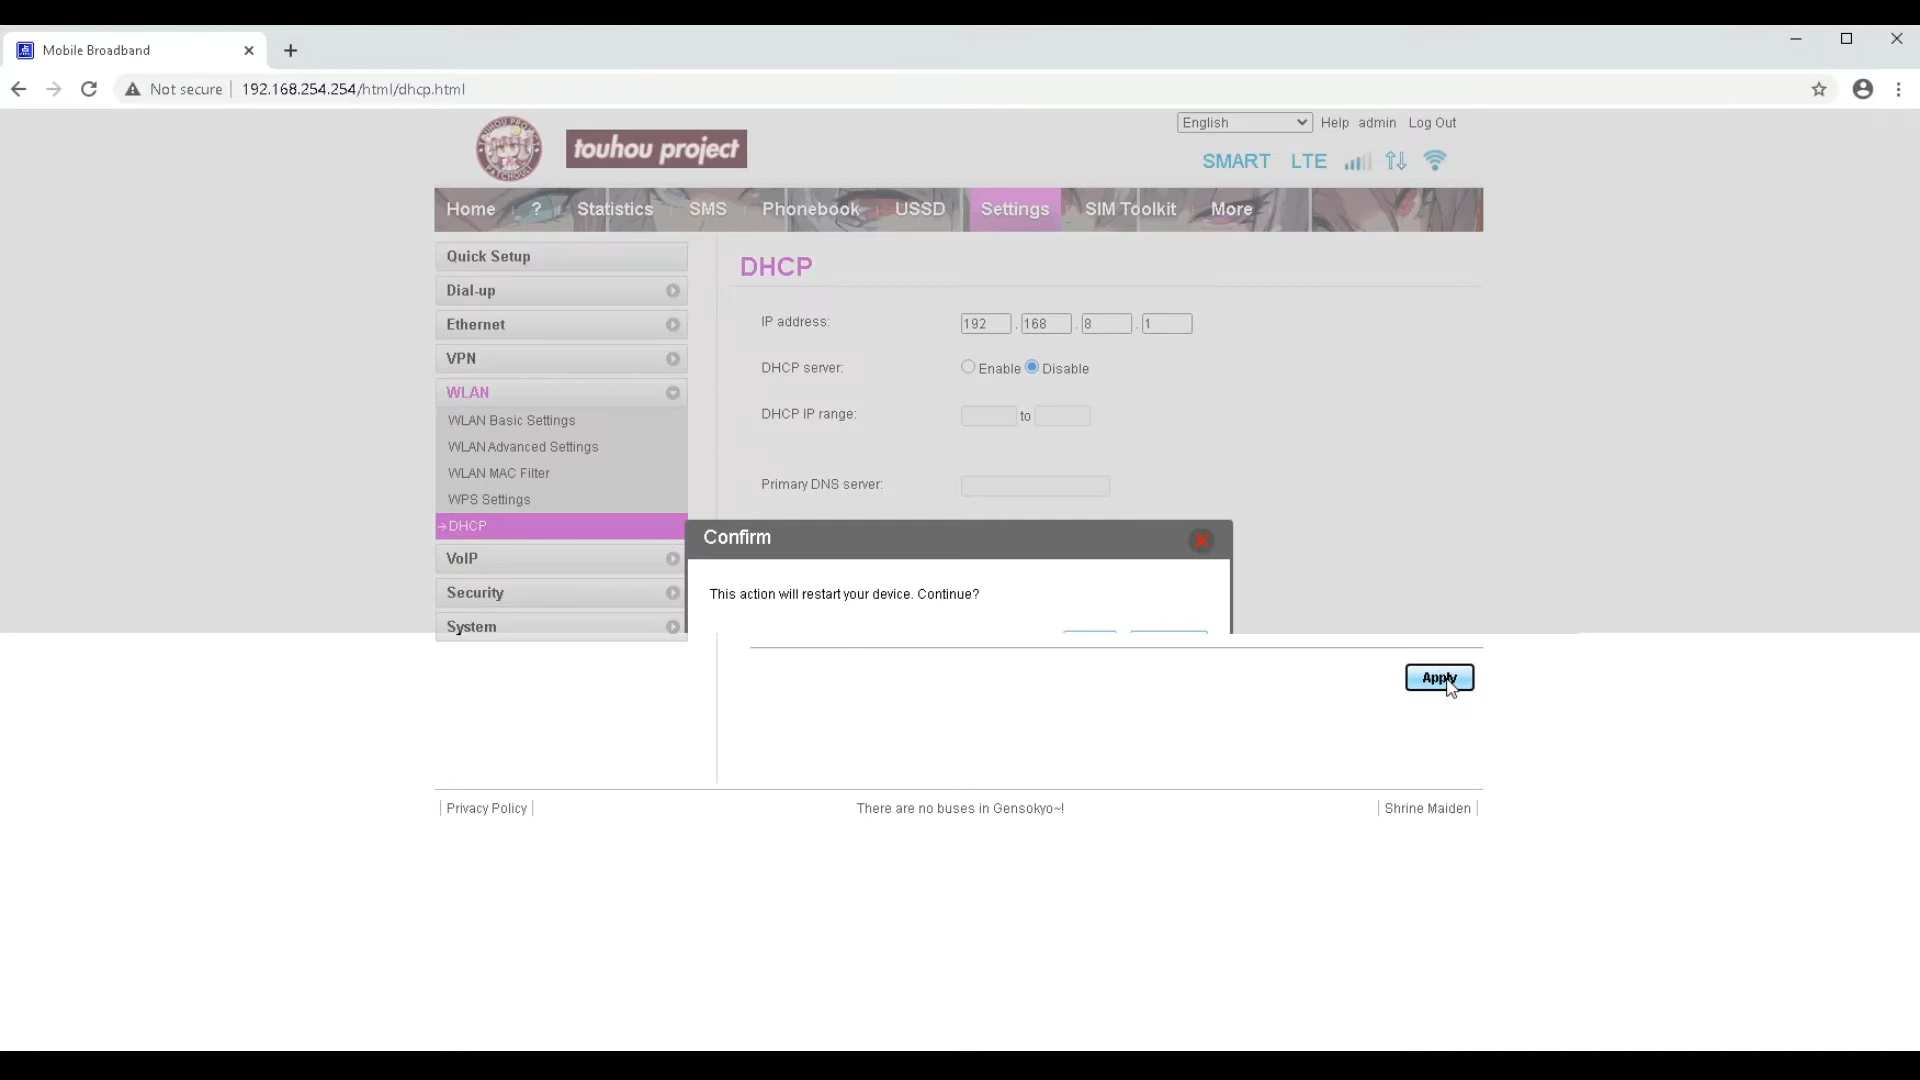 Mobile Broadband
Not secure 192.168.254.254/html/dhcp.html
touhou project
English Help admin Log Out
SMART LTE
Home ? Statistics SMS Phonebook USSD Settings SIM Toolkit More
Quick Setup
Dial-up
Ethernet
VPN
WLAN
WLAN Basic Settings
WLAN Advanced Settings
WLAN MAC Filter
WPS Settings
DHCP
VoIP
Security
System
DHCP
IP address: 192 . 168 . 8 . 1
DHCP server: Enable Disable
DHCP IP range: to
Primary DNS server:
Confirm
This action will restart your device. Continue?
Apply
Privacy Policy
There are no buses in Gensokyo~!
Shrine Maiden